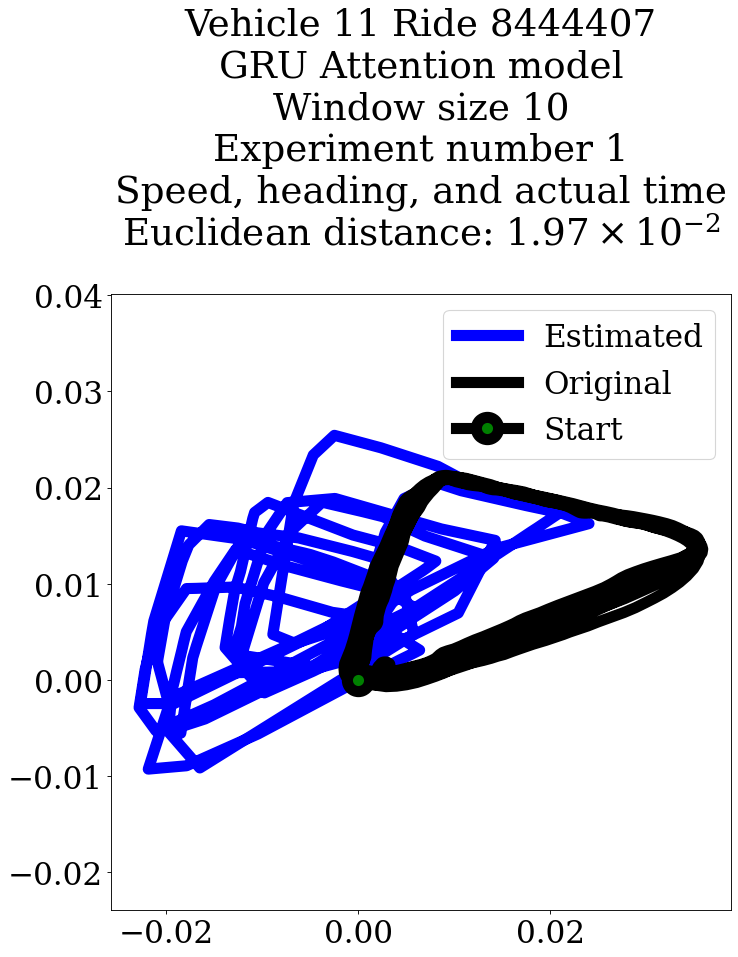 Vehicle 11 Ride 8444407
GRU Attention model
Window size 10
Experiment number 1
Speed, heading, and actual time
Euclidean distance: 1.97 × 10⁻²
0.04
0.03
0.02
0.01
0.00
−0.01
−0.02
Estimated
Original
Start
−0.02 0.00 0.02